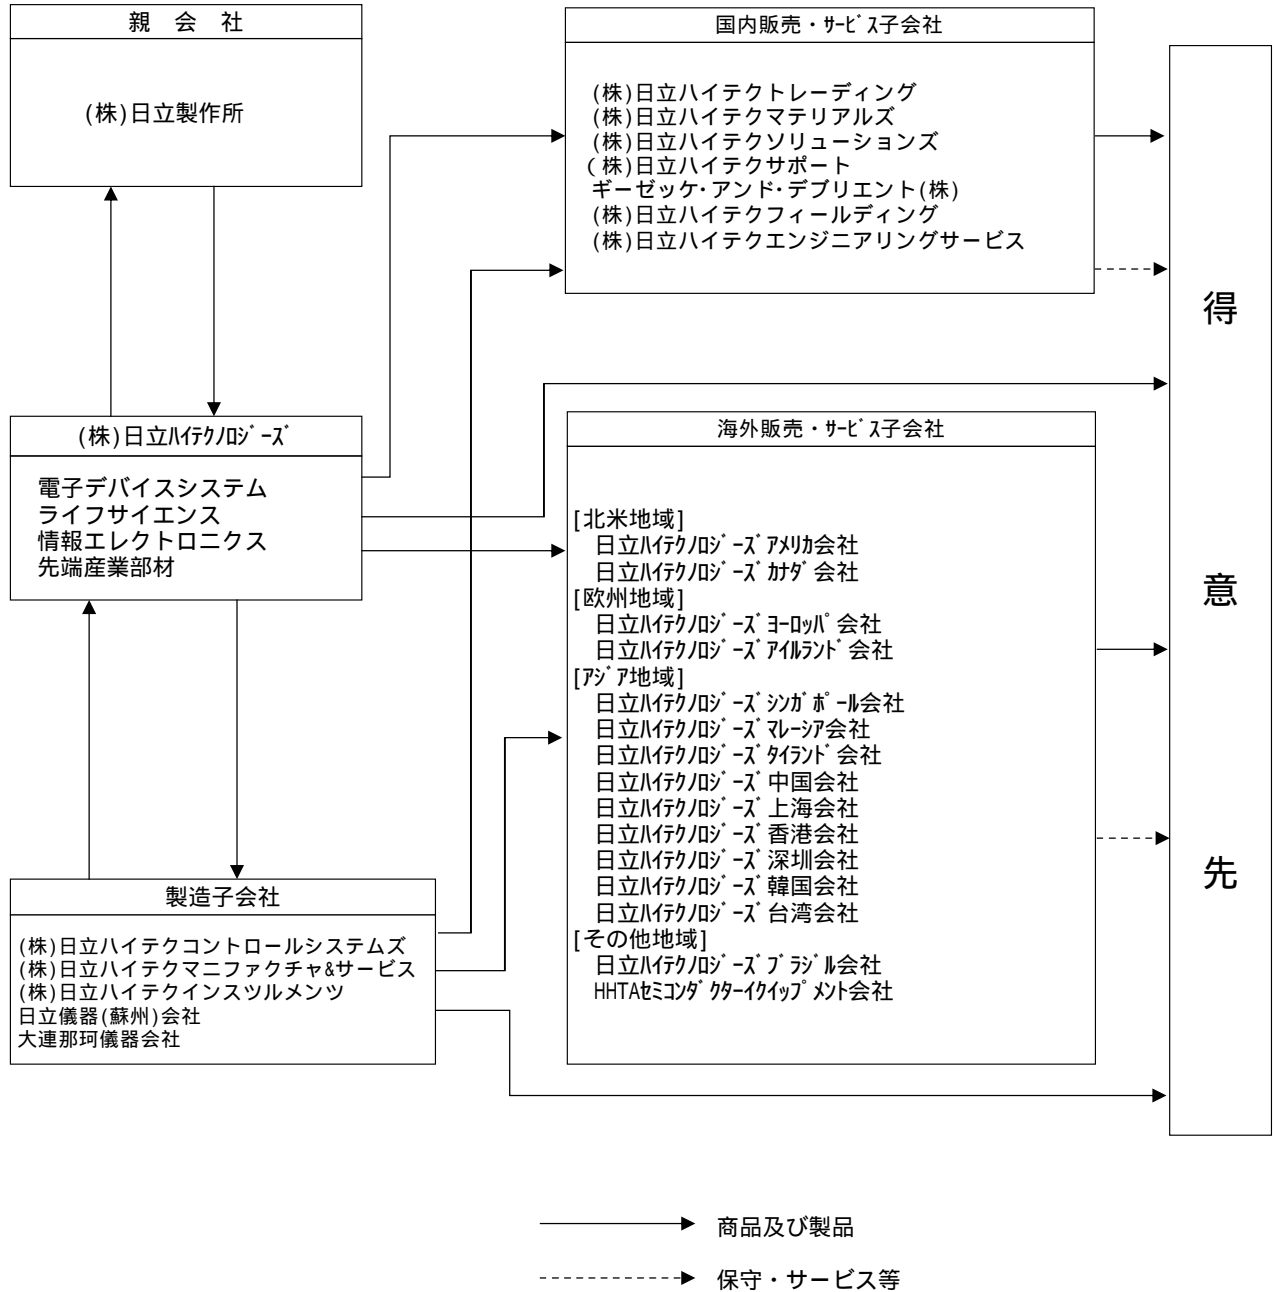 親　会　社
(株)日立製作所
(株)日立ﾊｲﾃｸﾉﾛｼﾞｰｽﾞ
電子デバイスシステム
ライフサイエンス
情報エレクトロニクス
先端産業部材
製造子会社
(株)日立ハイテクコントロールシステムズ
(株)日立ハイテクマニファクチャ&サービス
(株)日立ハイテクインスツルメンツ
日立儀器(蘇州)会社
大連那珂儀器会社
国内販売・ｻｰﾋﾞｽ子会社
(株)日立ハイテクトレーディング
(株)日立ハイテクマテリアルズ
(株)日立ハイテクソリューションズ
(株)日立ハイテクサポート
ギーゼッケ・アンド・デブリエント(株)
(株)日立ハイテクフィールディング
(株)日立ハイテクエンジニアリングサービス
海外販売・ｻｰﾋﾞｽ子会社
[北米地域]
日立ﾊｲﾃｸﾉﾛｼﾞｰｽﾞｱﾒﾘｶ会社
日立ﾊｲﾃｸﾉﾛｼﾞｰｽﾞｶﾅﾀﾞ会社
[欧州地域]
日立ﾊｲﾃｸﾉﾛｼﾞｰｽﾞﾖｰﾛｯﾊﾟ会社
日立ﾊｲﾃｸﾉﾛｼﾞｰｽﾞｱｲﾙﾗﾝﾄﾞ会社
[ｱｼﾞｱ地域]
日立ﾊｲﾃｸﾉﾛｼﾞｰｽﾞｼﾝｶﾞﾎﾟｰﾙ会社
日立ﾊｲﾃｸﾉﾛｼﾞｰｽﾞﾏﾚｰｼｱ会社
日立ﾊｲﾃｸﾉﾛｼﾞｰｽﾞﾀｲﾗﾝﾄﾞ会社
日立ﾊｲﾃｸﾉﾛｼﾞｰｽﾞ中国会社
日立ﾊｲﾃｸﾉﾛｼﾞｰｽﾞ上海会社
日立ﾊｲﾃｸﾉﾛｼﾞｰｽﾞ香港会社
日立ﾊｲﾃｸﾉﾛｼﾞｰｽﾞ深圳会社
日立ﾊｲﾃｸﾉﾛｼﾞｰｽﾞ韓国会社
日立ﾊｲﾃｸﾉﾛｼﾞｰｽﾞ台湾会社
[その他地域]
日立ﾊｲﾃｸﾉﾛｼﾞｰｽﾞﾌﾞﾗｼﾞﾙ会社
HHTAｾﾐｺﾝﾀﾞｸﾀｰｲｸｲｯﾌﾟﾒﾝﾄ会社
得
意
先
商品及び製品
保守・サービス等